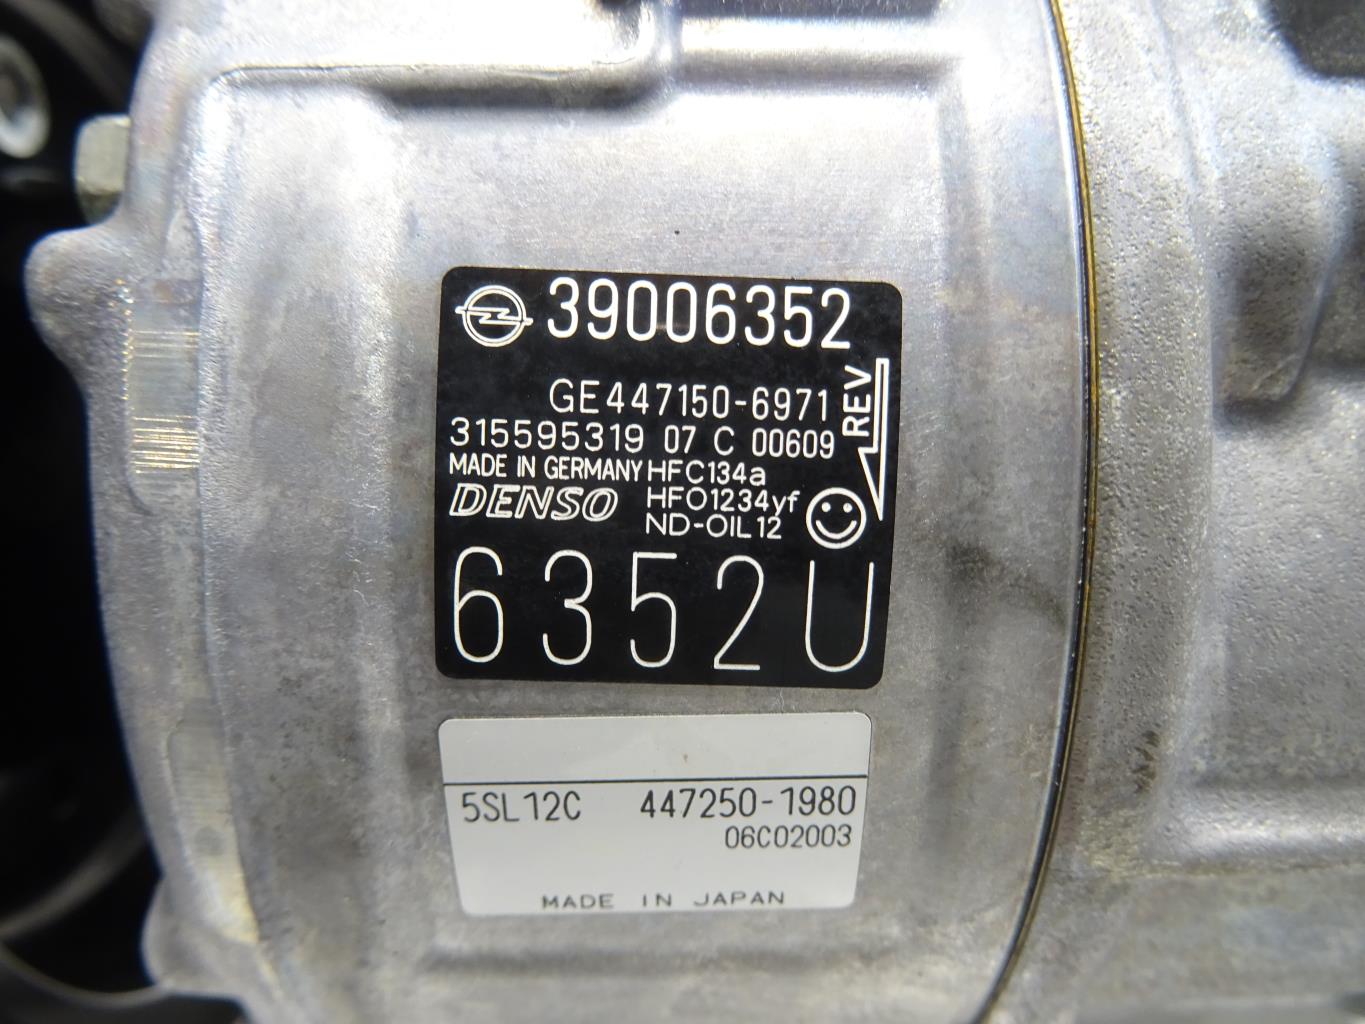 39006352
GE447150-6971
REV
315595319 07 C 00609
MADE IN GERMANY HFC134a
DENSO HFO1234yf
ND-OIL12
6352U
5SL12C 447250-1980
06C02003
MADE IN JAPAN